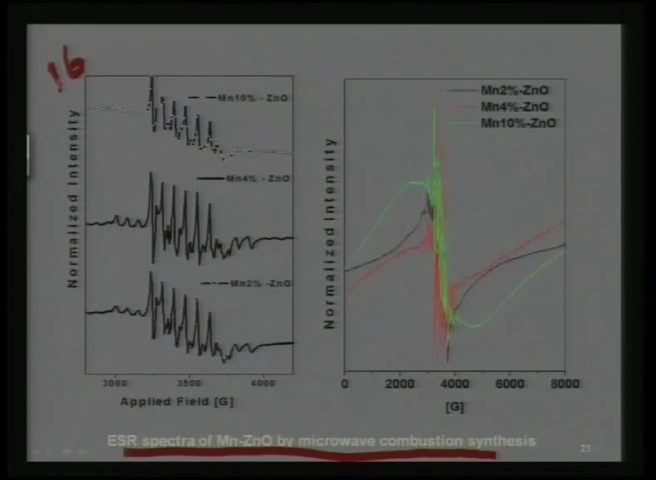 16
Mn10% - ZnO
Mn4% - ZnO
Mn2% - ZnO
Normalized Intensity
3000 3500 4000
Applied Field [G]
Mn2%-ZnO
Mn4%-ZnO
Mn10%-ZnO
Normalized Intensity
0 2000 4000 6000 8000
[G]
ESR spectra of Mn-ZnO by microwave combustion synthesis
21